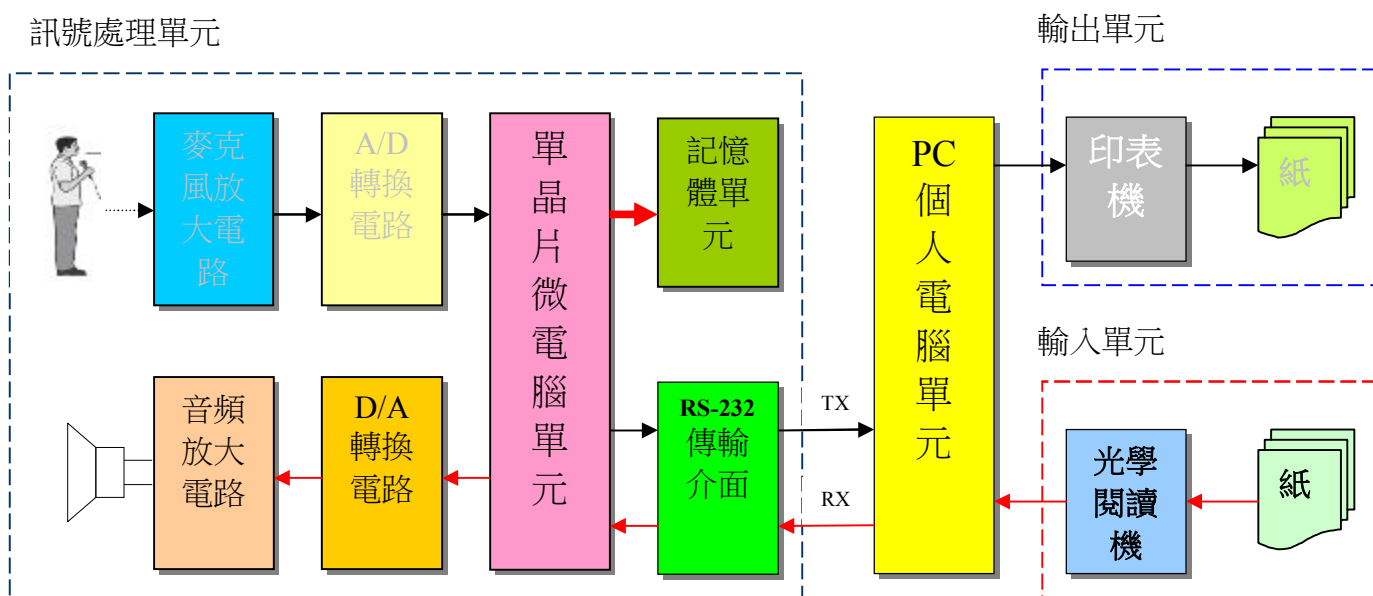 訊號處理單元
輸出單元
麥克
風放
大電
路
A/D
轉換
電路
單
晶
片
微
電
腦
單
元
記憶
體單
元
PC
個
人
電
腦
單
元
印表
機
紙
輸入單元
音頻
放大
電路
D/A
轉換
電路
RS-232
傳輸
介面
TX
RX
光學
閱讀
機
紙